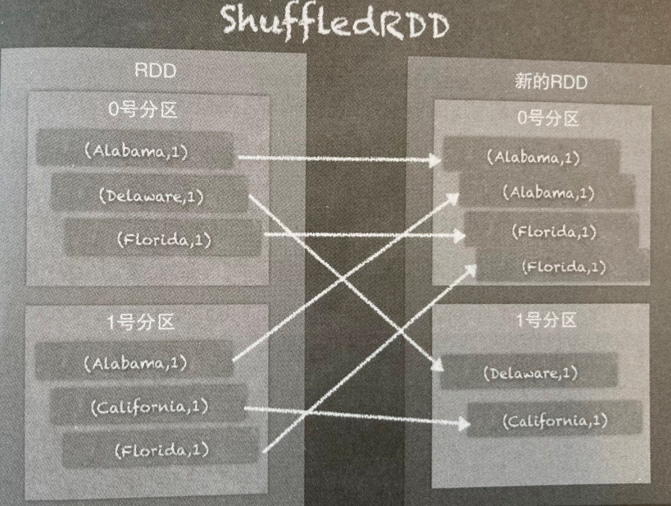 ShuffledRDD
RDD
0号分区
(Alabama,1)
(Delaware,1)
(Florida,1)
1号分区
(Alabama,1)
(California,1)
(Florida,1)
新的RDD
0号分区
(Alabama,1)
(Alabama,1)
(Florida,1)
(Florida,1)
1号分区
(Delaware,1)
(California,1)